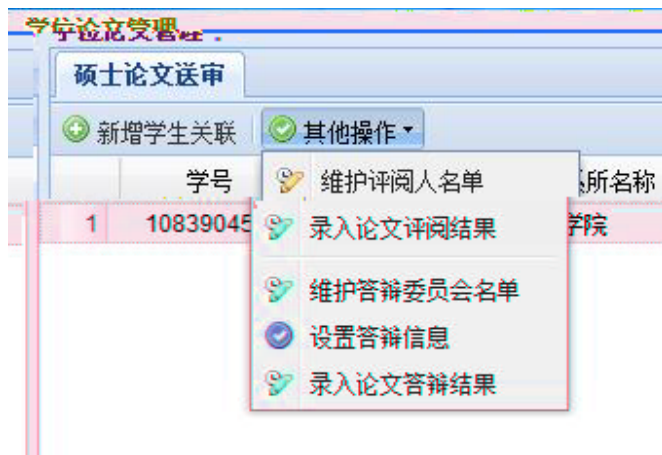 学位论文管理
硕士论文送审
新增学生关联 其他操作
学号 所名称
维护评阅人名单
1 10839045 学院
录入论文评阅结果
维护答辩委员会名单
设置答辩信息
录入论文答辩结果